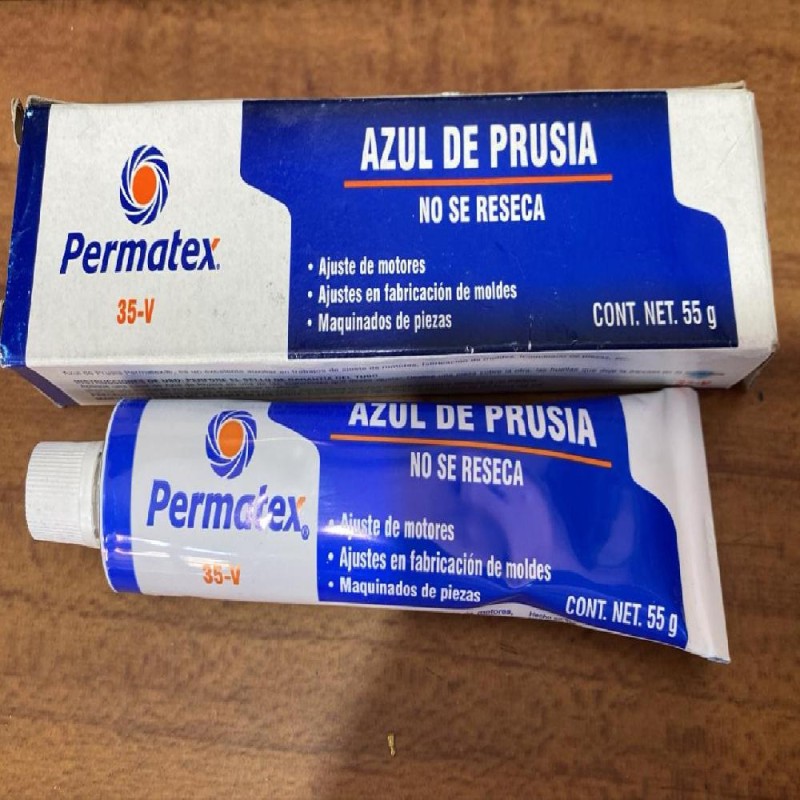 AZUL DE PRUSIA
NO SE RESECA
Permatex
35-V
• Ajuste de motores
• Ajustes en fabricación de moldes
• Maquinados de piezas
CONT. NET. 55 g
35-V
AZUL DE PRUSIA
NO SE RESECA
Permatex®
35-V
• Ajuste de motores
• Ajustes en fabricación de moldes
• Maquinados de piezas
CONT. NET. 55 g